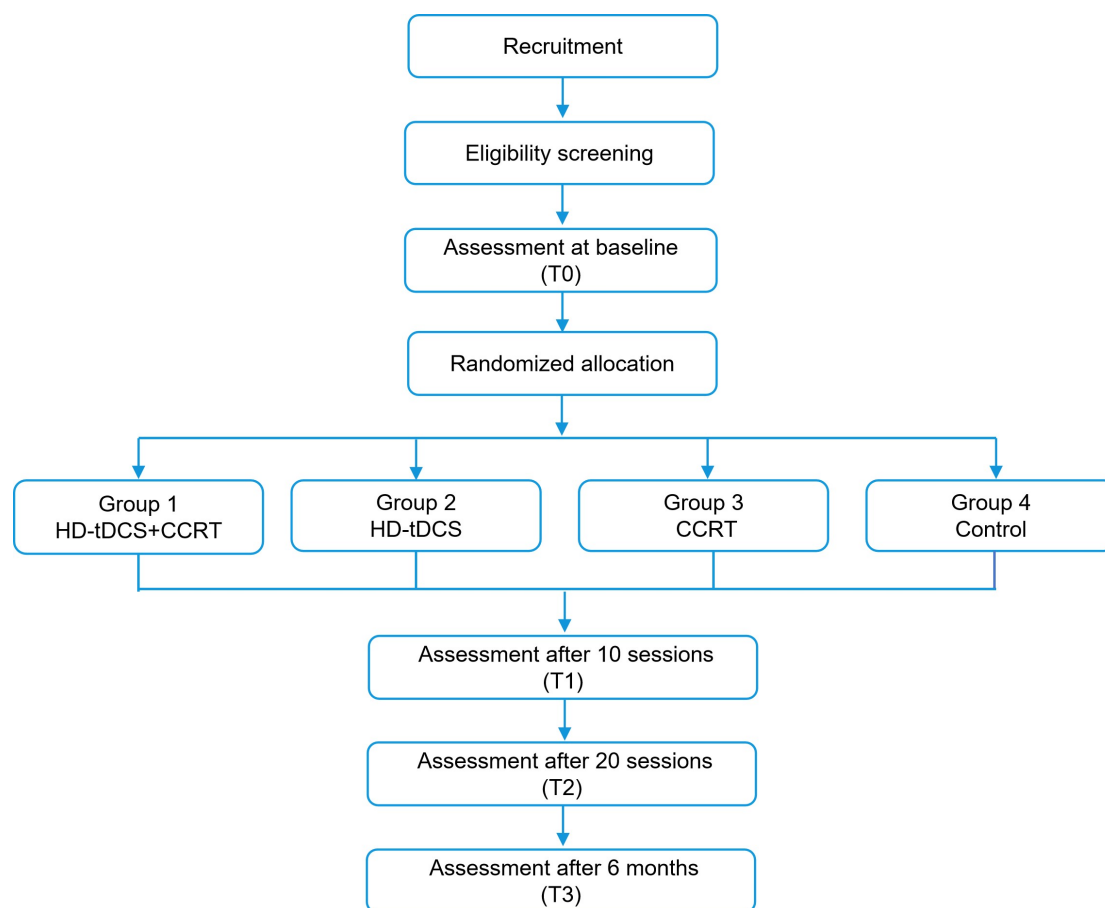 Recruitment
Eligibility screening
Assessment at baseline
(T0)
Randomized allocation
Group 1
HD-tDCS+CCRT
Group 2
HD-tDCS
Group 3
CCRT
Group 4
Control
Assessment after 10 sessions
(T1)
Assessment after 20 sessions
(T2)
Assessment after 6 months
(T3)